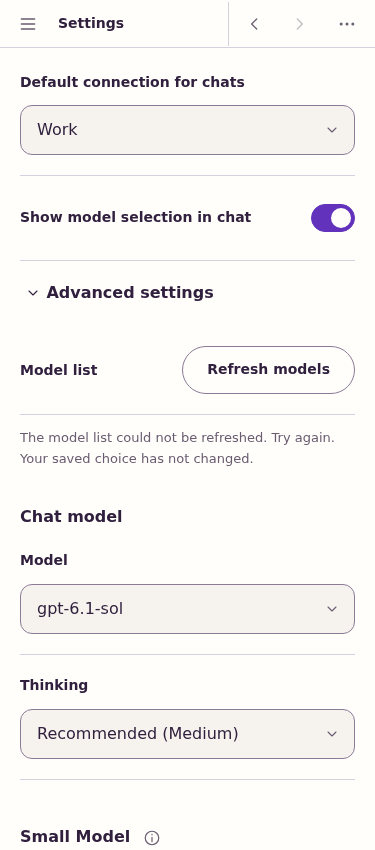 Settings
Default connection for chats
Work
Show model selection in chat
Advanced settings
Model list
Refresh models
The model list could not be refreshed. Try again.
Your saved choice has not changed.
Chat model
Model
gpt-6.1-sol
Thinking
Recommended (Medium)
Small Model